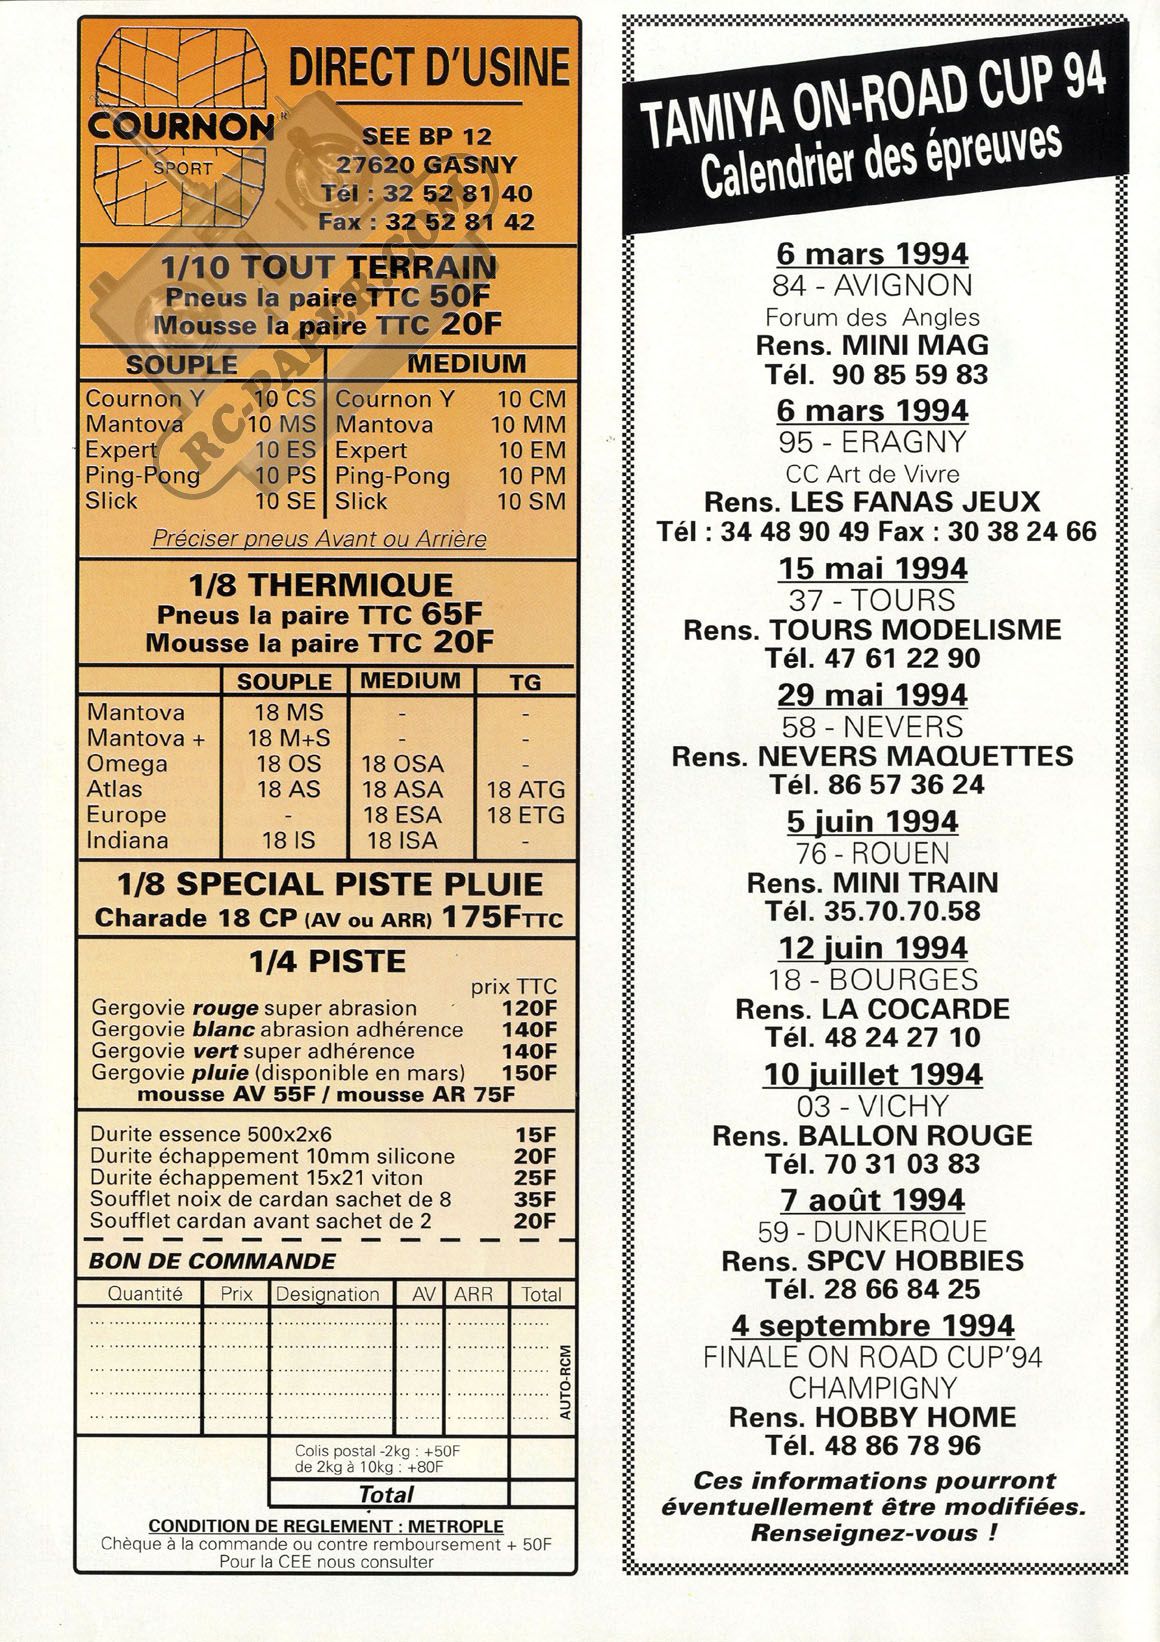 COURNON®
SPORT
DIRECT D'USINE
SEE BP 12
27620 GASNY
Tél : 32 52 81 40
Fax : 32 52 81 42
RC-PAPER.COM
1/10 TOUT TERRAIN
Pneus la paire TTC 50F
Mousse la paire TTC 20F
SOUPLE MEDIUM
Cournon Y 10 CS Cournon Y 10 CM
Mantova 10 MS Mantova 10 MM
Expert 10 ES Expert 10 EM
Ping-Pong 10 PS Ping-Pong 10 PM
Slick 10 SE Slick 10 SM
Préciser pneus Avant ou Arrière
1/8 THERMIQUE
Pneus la paire TTC 65F
Mousse la paire TTC 20F
SOUPLE MEDIUM TG
Mantova 18 MS - -
Mantova + 18 M+S - -
Omega 18 OS 18 OSA -
Atlas 18 AS 18 ASA 18 ATG
Europe - 18 ESA 18 ETG
Indiana 18 IS 18 ISA -
1/8 SPECIAL PISTE PLUIE
Charade 18 CP (AV ou ARR) 175F TTC
1/4 PISTE
prix TTC
Gergovie rouge super abrasion 120F
Gergovie blanc abrasion adhérence 140F
Gergovie vert super adhérence 140F
Gergovie pluie (disponible en mars) 150F
mousse AV 55F / mousse AR 75F
Durite essence 500x2x6 15F
Durite échappement 10mm silicone 20F
Durite échappement 15x21 viton 25F
Soufflet noix de cardan sachet de 8 35F
Soufflet cardan avant sachet de 2 20F
BON DE COMMANDE
Quantité Prix Designation AV ARR Total
AUTO-RCM
Colis postal -2kg : +50F
de 2kg à 10kg : +80F
Total
CONDITION DE REGLEMENT : METROPLE
Chèque à la commande ou contre remboursement + 50F
Pour la CEE nous consulter
TAMIYA ON-ROAD CUP 94
Calendrier des épreuves
6 mars 1994
84 - AVIGNON
Forum des Angles
Rens. MINI MAG
Tél. 90 85 59 83
6 mars 1994
95 - ERAGNY
CC Art de Vivre
Rens. LES FANAS JEUX
Tél : 34 48 90 49 Fax : 30 38 24 66
15 mai 1994
37 - TOURS
Rens. TOURS MODELISME
Tél. 47 61 22 90
29 mai 1994
58 - NEVERS
Rens. NEVERS MAQUETTES
Tél. 86 57 36 24
5 juin 1994
76 - ROUEN
Rens. MINI TRAIN
Tél. 35.70.70.58
12 juin 1994
18 - BOURGES
Rens. LA COCARDE
Tél. 48 24 27 10
10 juillet 1994
03 - VICHY
Rens. BALLON ROUGE
Tél. 70 31 03 83
7 août 1994
59 - DUNKERQUE
Rens. SPCV HOBBIES
Tél. 28 66 84 25
4 septembre 1994
FINALE ON ROAD CUP'94
CHAMPIGNY
Rens. HOBBY HOME
Tél. 48 86 78 96
Ces informations pourront
éventuellement être modifiées.
Renseignez-vous !